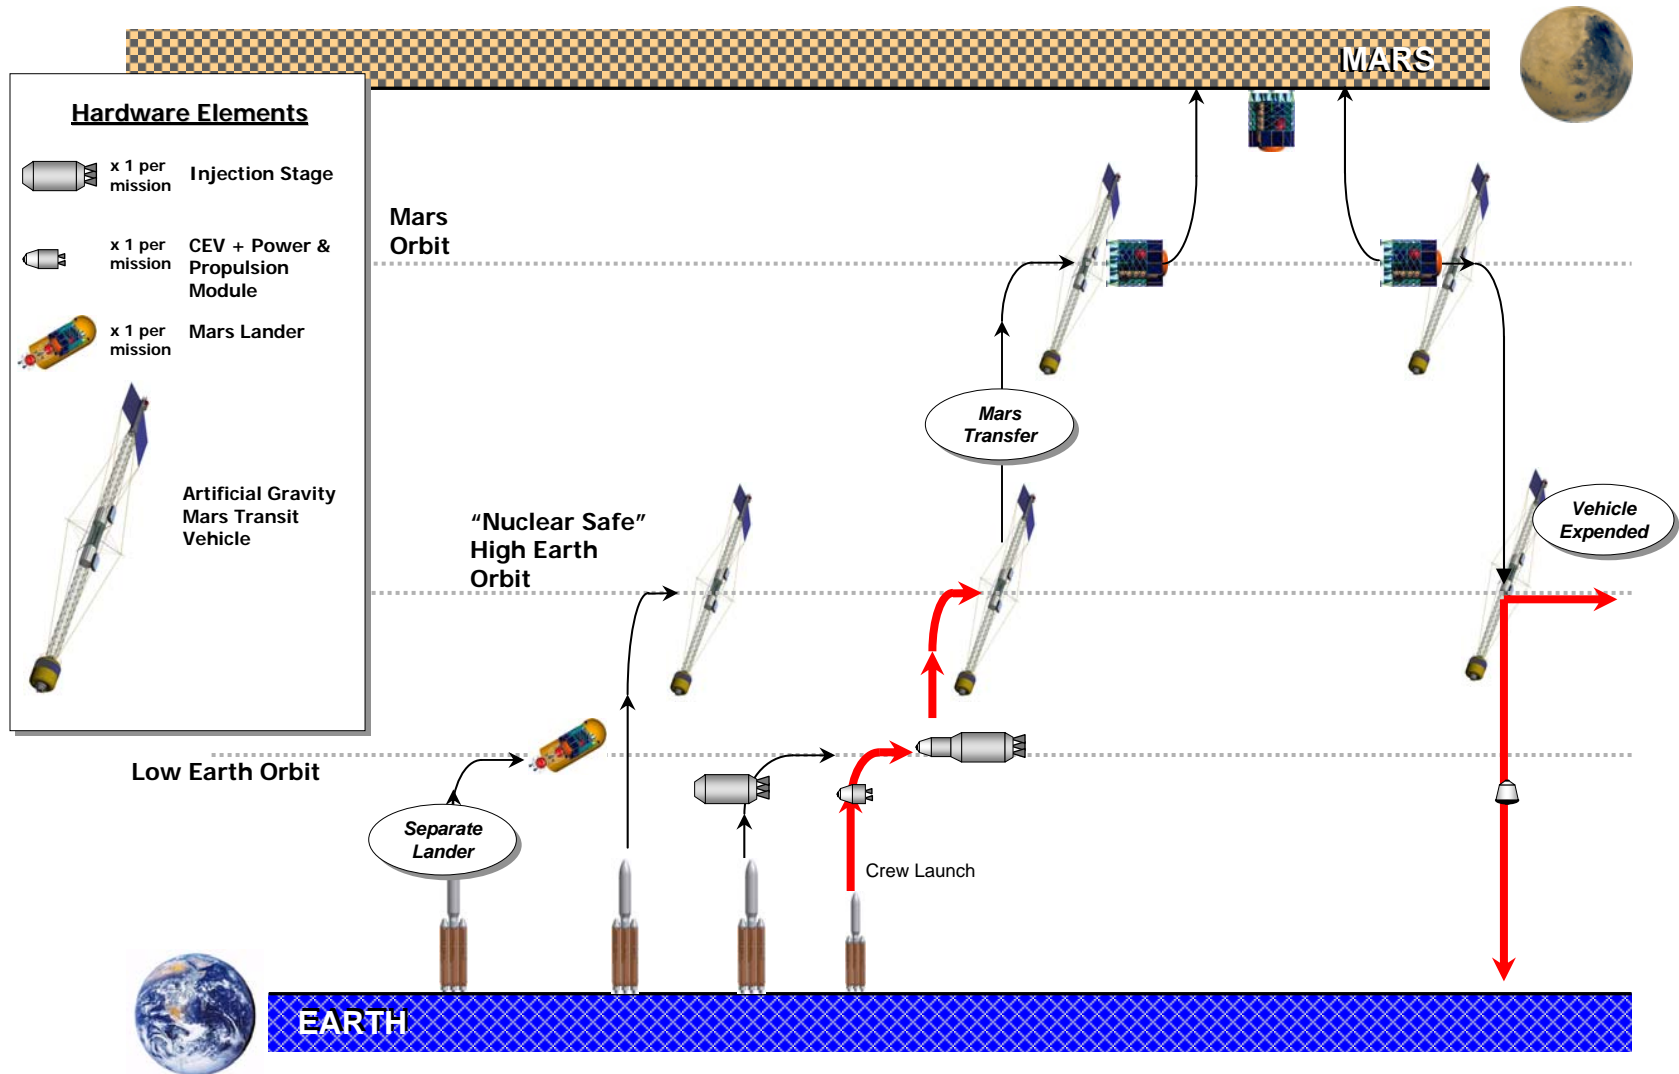 MARS
Hardware Elements
x 1 per
mission
Injection Stage
x 1 per
mission
CEV + Power &
Propulsion
Module
x 1 per
mission
Mars Lander
Artificial Gravity
Mars Transit
Vehicle
Mars
Orbit
Mars
Transfer
“Nuclear Safe”
High Earth
Orbit
Vehicle
Expended
Low Earth Orbit
Separate
Lander
Crew Launch
EARTH